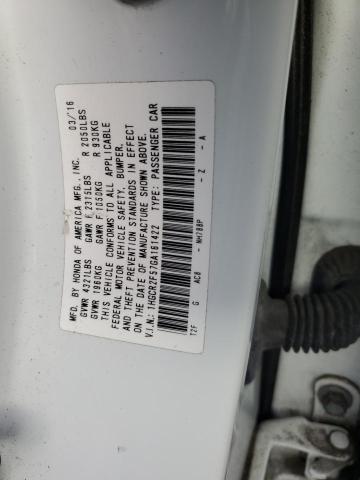 MFD. BY HONDA OF AMERICA MFG., INC. 03/16
GVWR 4321LBS GAWR F 2315LBS R 2050LBS
GVWR 1960KG GAWR F 1050KG R 930KG
THIS VEHICLE CONFORMS TO ALL APPLICABLE
FEDERAL MOTOR VEHICLE SAFETY, BUMPER,
AND THEFT PREVENTION STANDARDS IN EFFECT
ON THE DATE OF MANUFACTURE SHOWN ABOVE.
V.I.N.: 1HGCR2F57GA161422 TYPE: PASSENGER CAR
T2F G AC8 - NH788P - Z - A